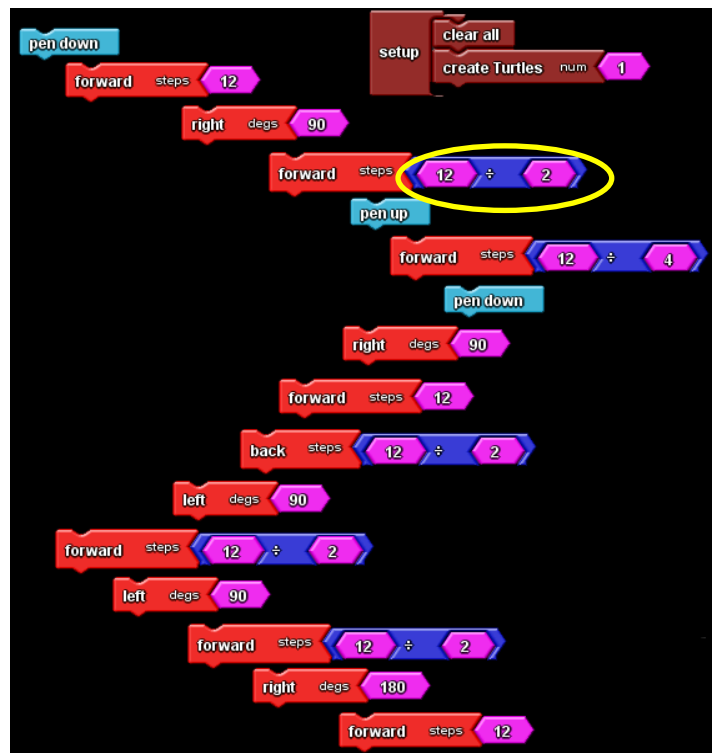 pen down
clear all
setup
create Turtles num 1
forward steps 12
right degs 90
forward steps 12 ÷ 2
pen up
forward steps 12 ÷ 4
pen down
right degs 90
forward steps 12
back steps 12 ÷ 2
left degs 90
forward steps 12 ÷ 2
left degs 90
forward steps 12 ÷ 2
right degs 180
forward steps 12